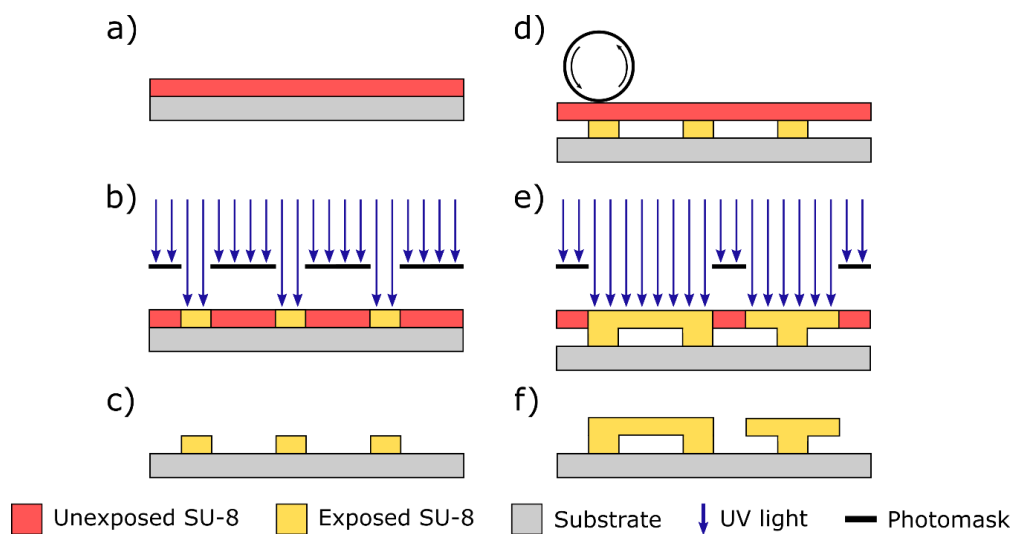 a)
b)
c)
d)
e)
f)
Unexposed SU-8
Exposed SU-8
Substrate
UV light
Photomask